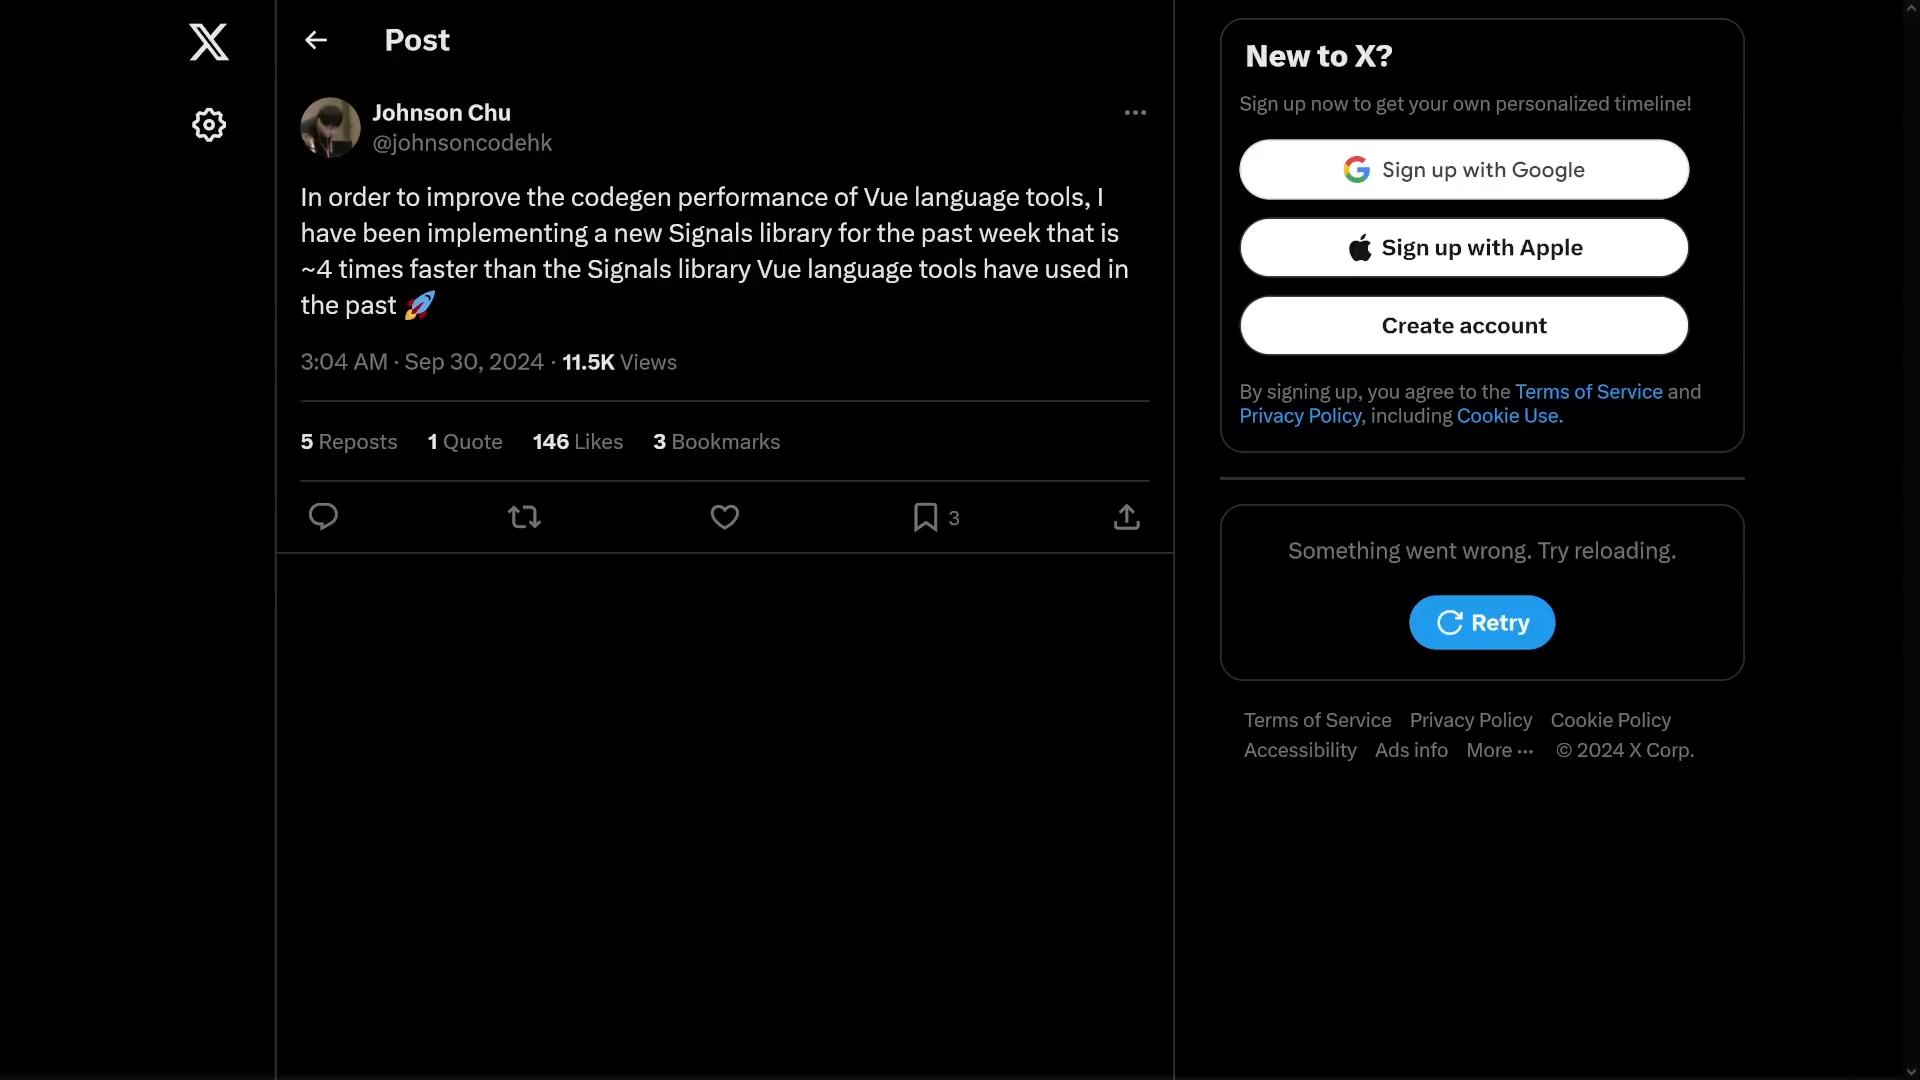 Post
Johnson Chu
@johnsoncodehk
In order to improve the codegen performance of Vue language tools, I
have been implementing a new Signals library for the past week that is
~4 times faster than the Signals library Vue language tools have used in
the past 🚀
3:04 AM · Sep 30, 2024 · 11.5K Views
5 Reposts 1 Quote 146 Likes 3 Bookmarks
3
New to X?
Sign up now to get your own personalized timeline!
Sign up with Google
Sign up with Apple
Create account
By signing up, you agree to the Terms of Service and
Privacy Policy, including Cookie Use.
Something went wrong. Try reloading.
Retry
Terms of Service Privacy Policy Cookie Policy
Accessibility Ads info More ··· © 2024 X Corp.